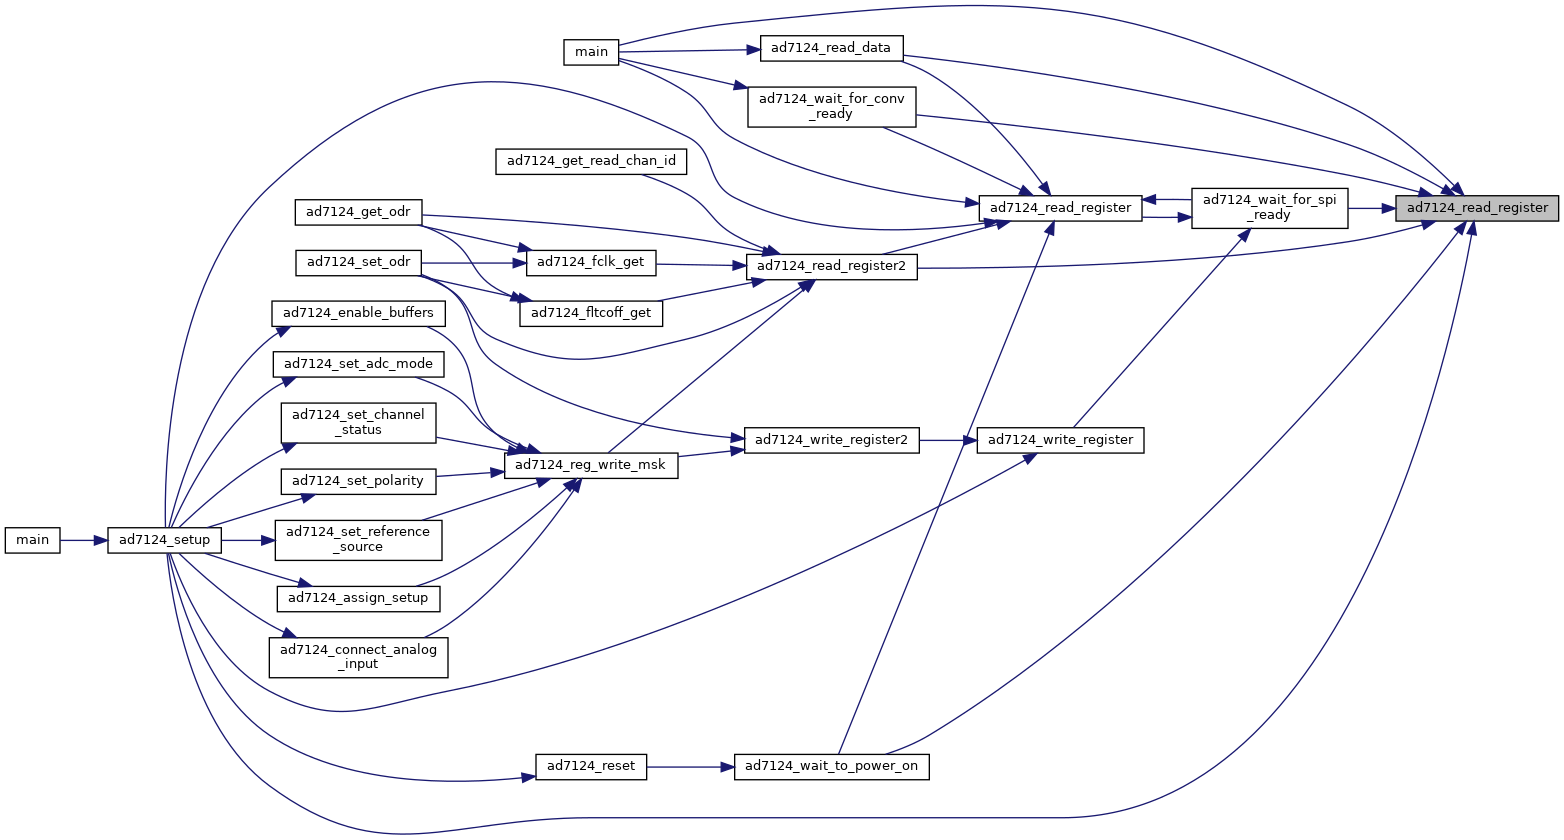 main
ad7124_read_data
ad7124_wait_for_conv
_ready
ad7124_get_read_chan_id
ad7124_get_odr
ad7124_read_register
ad7124_wait_for_spi
_ready
ad7124_read_register
ad7124_set_odr
ad7124_fclk_get
ad7124_read_register2
ad7124_enable_buffers
ad7124_fltcoff_get
ad7124_set_adc_mode
ad7124_set_channel
_status
ad7124_write_register2
ad7124_write_register
ad7124_reg_write_msk
ad7124_set_polarity
main
ad7124_setup
ad7124_set_reference
_source
ad7124_assign_setup
ad7124_connect_analog
_input
ad7124_reset
ad7124_wait_to_power_on